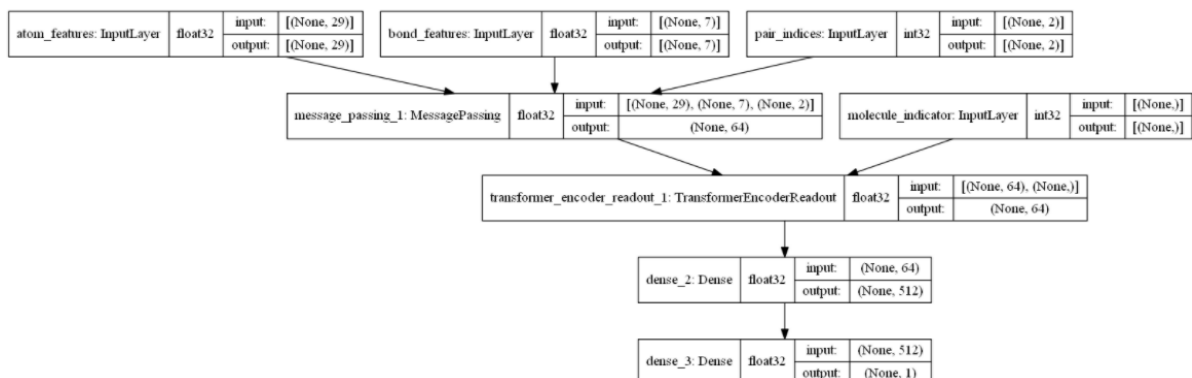 atom_features: InputLayer float32 input: [(None, 29)] output: [(None, 29)]
bond_features: InputLayer float32 input: [(None, 7)] output: [(None, 7)]
pair_indices: InputLayer int32 input: [(None, 2)] output: [(None, 2)]
message_passing_1: MessagePassing float32 input: [(None, 29), (None, 7), (None, 2)] output: (None, 64)
molecule_indicator: InputLayer int32 input: [(None,)] output: [(None,)]
transformer_encoder_readout_1: TransformerEncoderReadout float32 input: [(None, 64), (None,)] output: (None, 64)
dense_2: Dense float32 input: (None, 64) output: (None, 512)
dense_3: Dense float32 input: (None, 512) output: (None, 1)